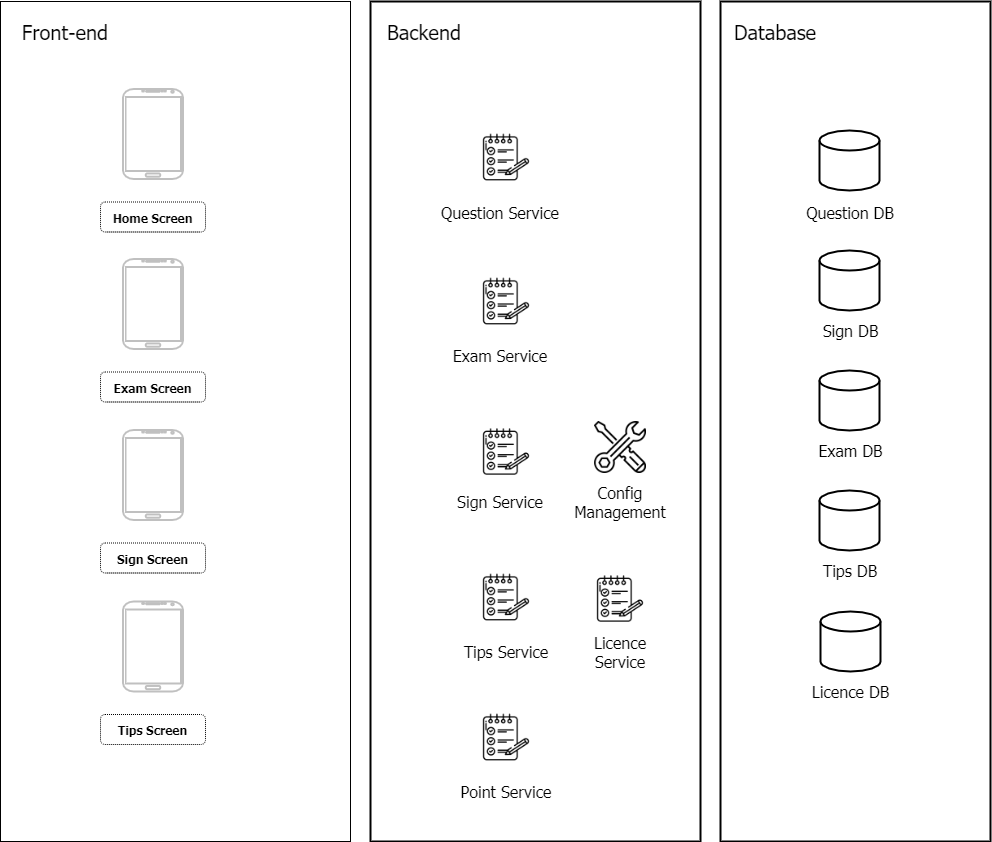 Front-end
Home Screen
Exam Screen
Sign Screen
Tips Screen
Backend
Question Service
Exam Service
Sign Service
Config
Management
Tips Service
Licence
Service
Point Service
Database
Question DB
Sign DB
Exam DB
Tips DB
Licence DB